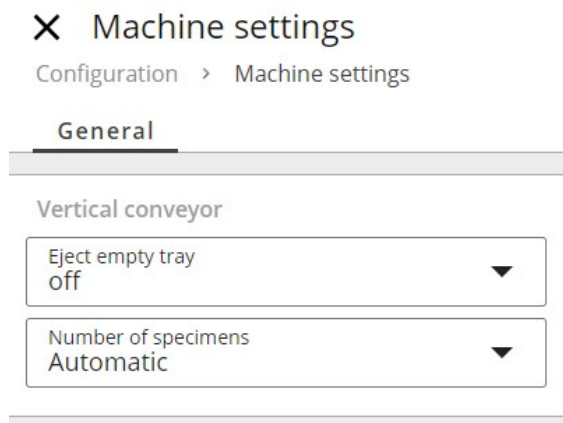 Machine settings
Configuration > Machine settings
General
Vertical conveyor
Eject empty tray
off
Number of specimens
Automatic